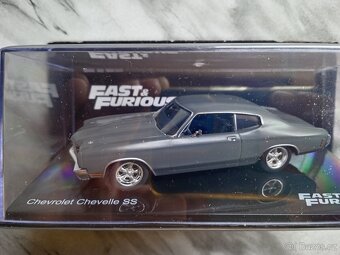 FAST & FURIOUS
Chevrolet Chevelle SS
FAST &
FURI